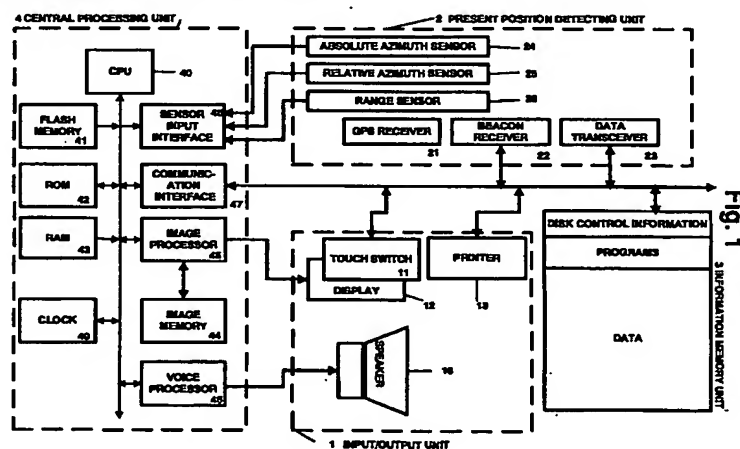 4 CENTRAL PROCESSING UNIT
CPU
40
FLASH MEMORY
41
SENSOR INPUT INTERFACE
ROM
42
COMMUNIC-ATION INTERFACE
47
RAM
43
IMAGE PROCESSOR
IMAGE MEMORY
44
CLOCK
VOICE PROCESSOR
2 PRESENT POSITION DETECTING UNIT
ABSOLUTE AZIMUTH SENSOR
24
RELATIVE AZIMUTH SENSOR
25
RANGE SENSOR
GPS RECEIVER
21
BEACON RECEIVER
22
DATA TRANSCEIVER
23
TOUCH SWITCH
11
DISPLAY
12
PRINTER
13
SPEAKER
1 INPUT/OUTPUT UNIT
DISK CONTROL INFORMATION
PROGRAMS
DATA
3 INFORMATION MEMORY UNIT
Fig. 1